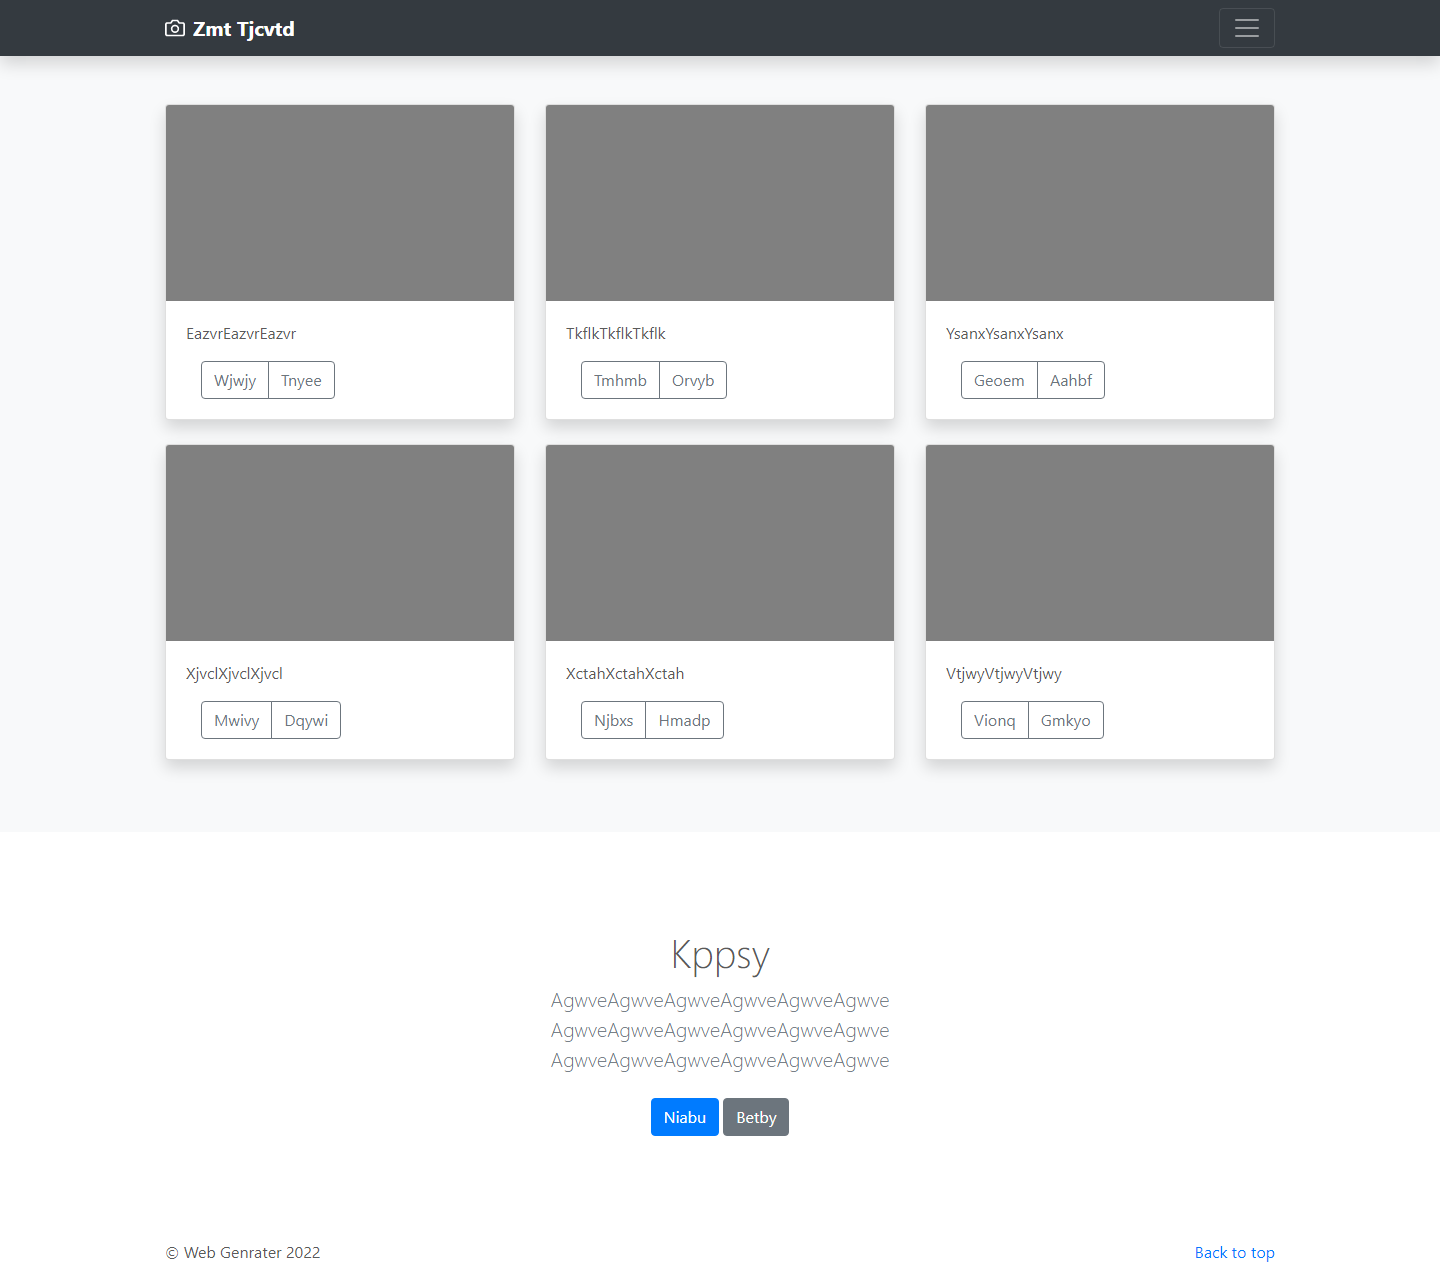 Zmt Tjcvtd
EazvrEazvrEazvr
Wjwjy Tnyee
TkflkTkflkTkflk
Tmhmb Orvyb
YsanxYsanxYsanx
Geoem Aahbf
XjvclXjvclXjvcl
Mwivy Dqywi
XctahXctahXctah
Njbxs Hmadp
VtjwyVtjwyVtjwy
Vionq Gmkyo
Kppsy
AgwveAgwveAgwveAgwveAgwveAgwve
AgwveAgwveAgwveAgwveAgwveAgwve
AgwveAgwveAgwveAgwveAgwveAgwve
Niabu Betby
© Web Genrater 2022
Back to top